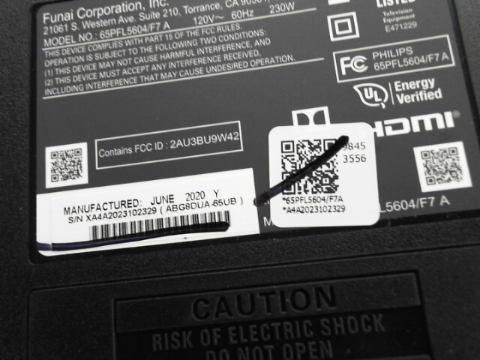 Funai Corporation, Inc.
21061 S. Western Ave. Suite 210, Torrance, CA
MODEL NO.: 65PFL5604/F7 A 120V~ 60Hz 230W
THIS DEVICE COMPLIES WITH PART 15 OF THE FCC RULES.
OPERATION IS SUBJECT TO THE FOLLOWING TWO CONDITIONS:
(1) THIS DEVICE MAY NOT CAUSE HARMFUL INTERFERENCE, AND
(2) THIS DEVICE MUST ACCEPT ANY INTERFERENCE RECEIVED,
INCLUDING INTERFERENCE THAT MAY CAUSE UNDESIRED OPERATION.
LISTED
Television
Equipment
E471229
FC PHILIPS
65PFL5604/F7 A
UL Energy
Verified
HDMI
Contains FCC ID : 2AU3BU9W42
845
3556
MANUFACTURED: JUNE 2020 Y
S/N XA4A2023102329 ( ABG8DUA-65UB )
*65PFL5604/F7A
*A4A2023102329
FL5604/F7 A
CAUTION
RISK OF ELECTRIC SHOCK
DO NOT OPEN